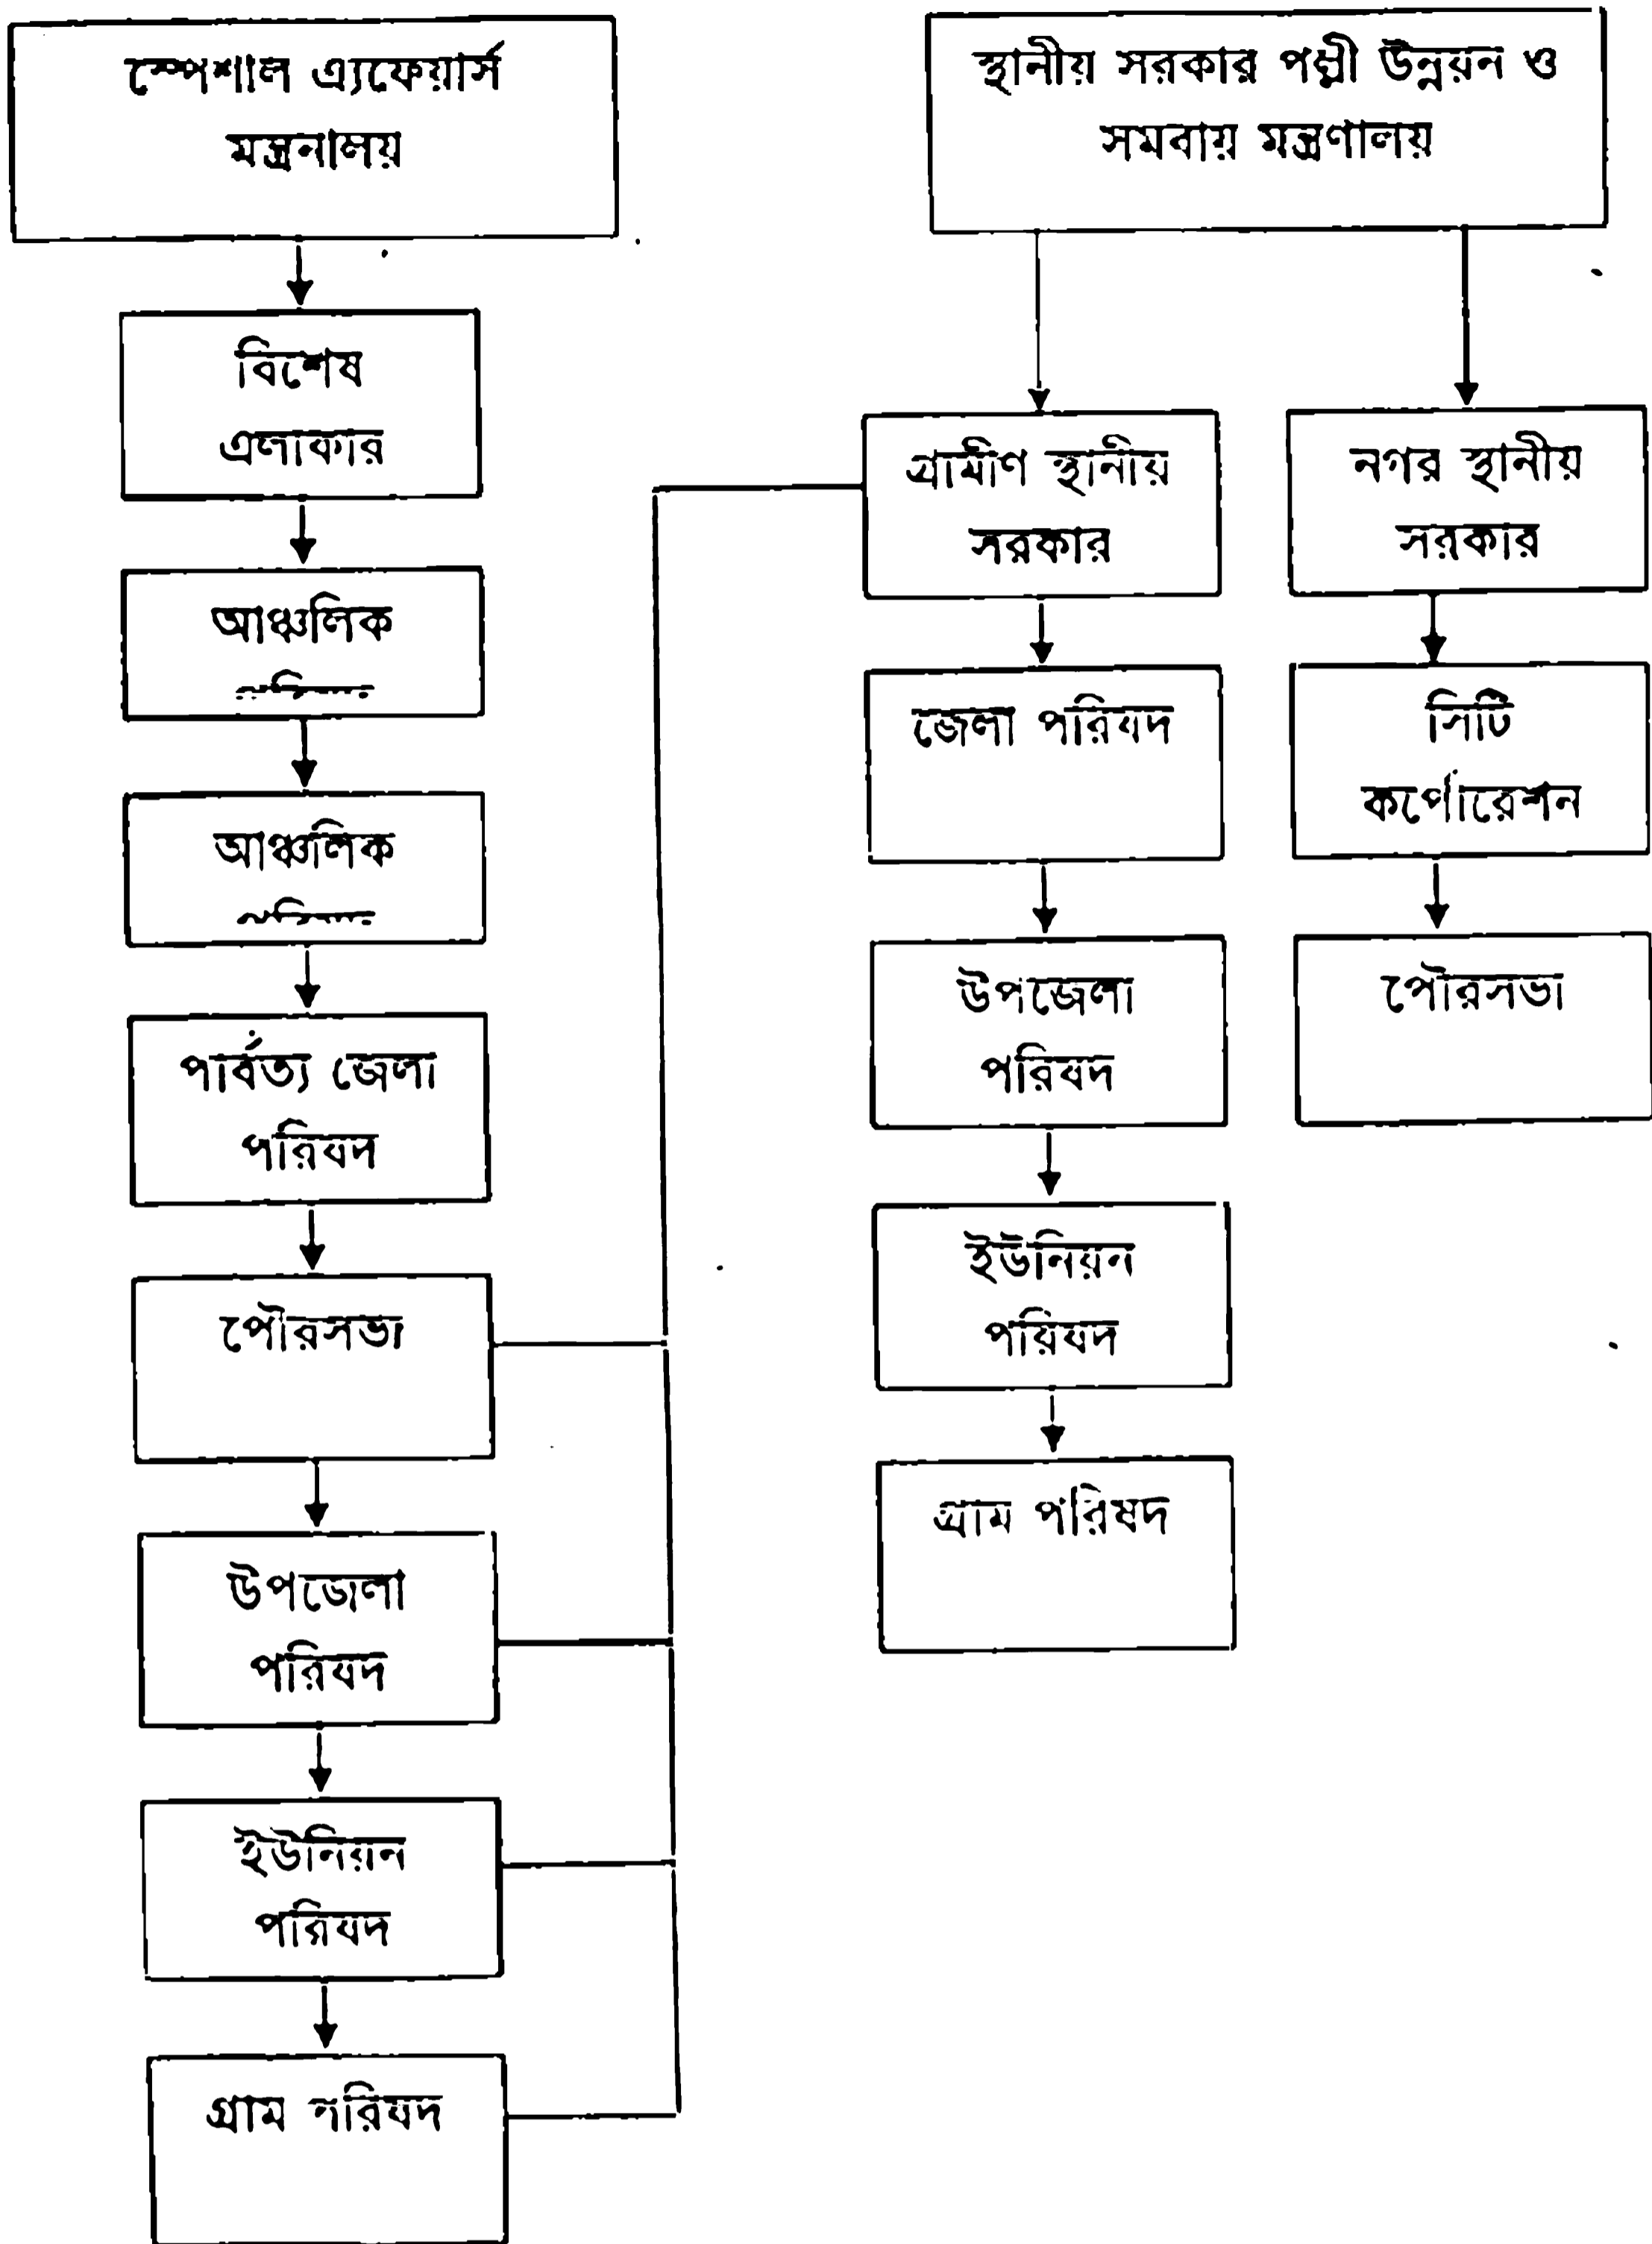 স্পেশাল এ্যফেয়ার্স
মন্ত্রনালয়
বিশেষ
এলাকার
আঞ্চলিক
আঞ্চলিক
পার্বত্য জেলা
পরিষদ
পৌরসভা
উপজেলা
পরিষদ
ইউনিয়ন
পরিষদ
গ্রাম পরিষদ
স্থানীয় সরকার পল্লী উন্নয়ন ও
সমবায় মন্ত্রণালয়
গ্রামীণ স্থানীয়
সরকার
জেলা পরিষদ
উপজেলা
পরিষদ
ইউনিয়ন
পরিষদ
গ্রাম পরিষদ
নগর স্থানীয়
সরকার
সিটি
কর্পোরেশন
পৌরসভা